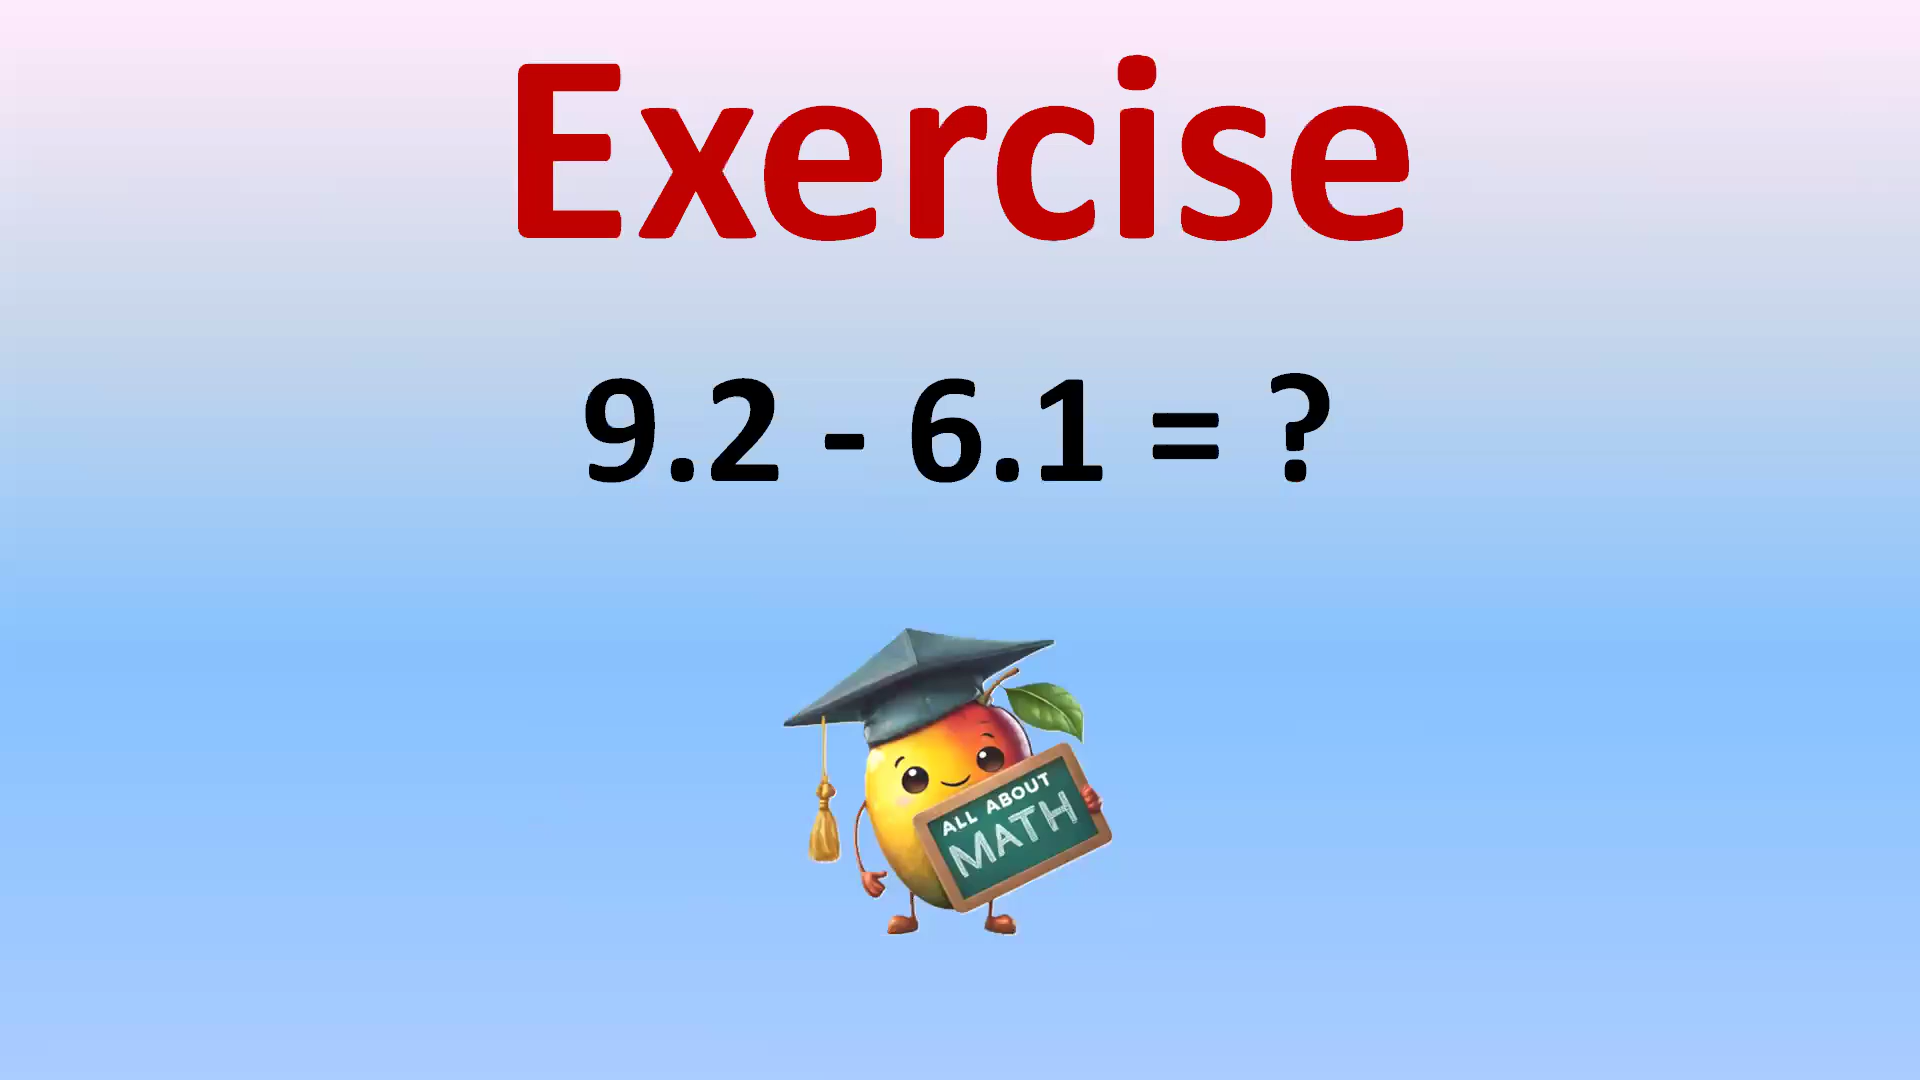 Exercise
9.2 - 6.1 = ?
ALL ABOUT
MATH